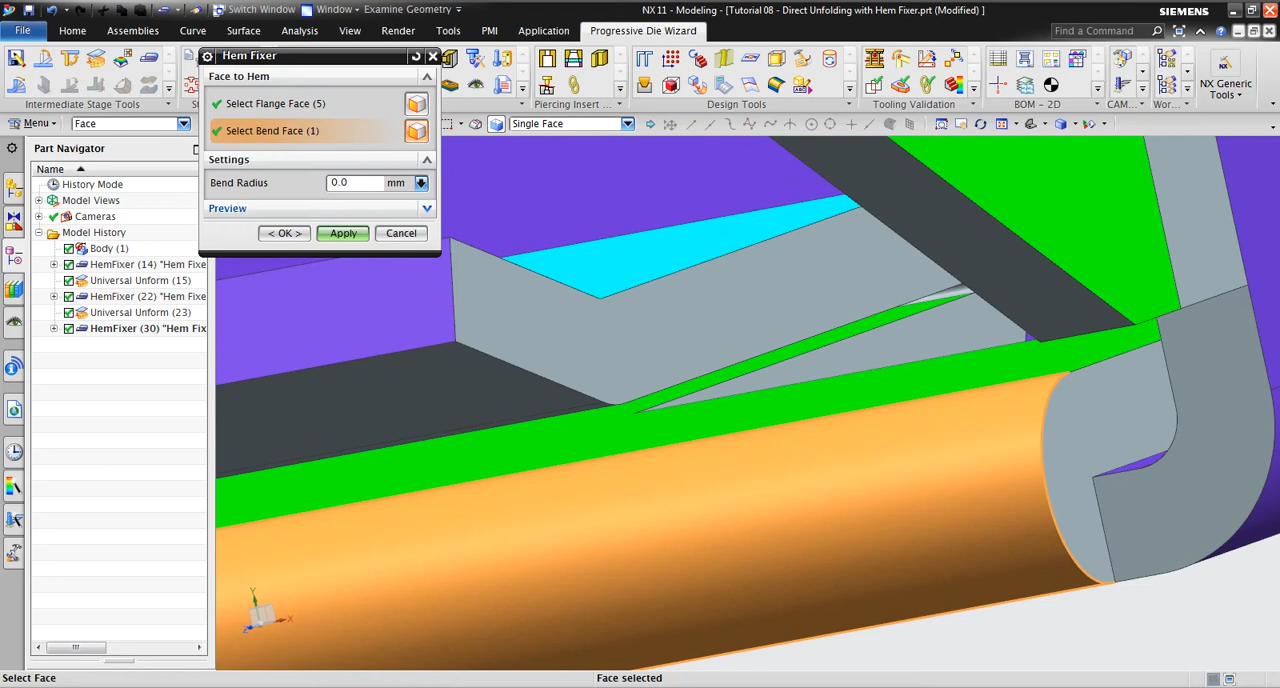 Switch Window Window Examine Geometry NX 11 - Modeling - [Tutorial 08 - Direct Unfolding with Hem Fixer.prt (Modified) ] SIEMENS
File Home Assemblies Curve Surface Analysis View Render Tools PMI Application Progressive Die Wizard Find a Command
Hem Fixer
Face to Hem
Select Flange Face (5)
Select Bend Face (1)
Settings
Bend Radius 0.0 mm
Preview
< OK > Apply Cancel
Intermediate Stage Tools Piercing Insert ... Design Tools Tooling Validation BOM - 2D CAM... Wor... NX Generic
Tools
Menu Face Single Face
Part Navigator
Name
History Mode
Model Views
Cameras
Model History
Body (1)
HemFixer (14) "Hem Fixe
Universal Unform (15)
HemFixer (22) "Hem Fixe
Universal Unform (23)
HemFixer (30) "Hem Fix
Y
X
Z
Select Face Face selected